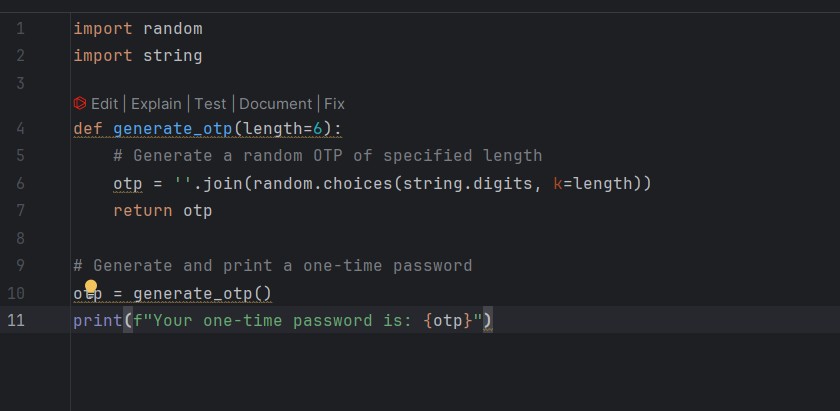 1 import random
2 import string
3
Edit | Explain | Test | Document | Fix
4 def generate_otp(length=6):
5     # Generate a random OTP of specified length
6     otp = ''.join(random.choices(string.digits, k=length))
7     return otp
8
9 # Generate and print a one-time password
10 otp = generate_otp()
11 print(f"Your one-time password is: {otp}")